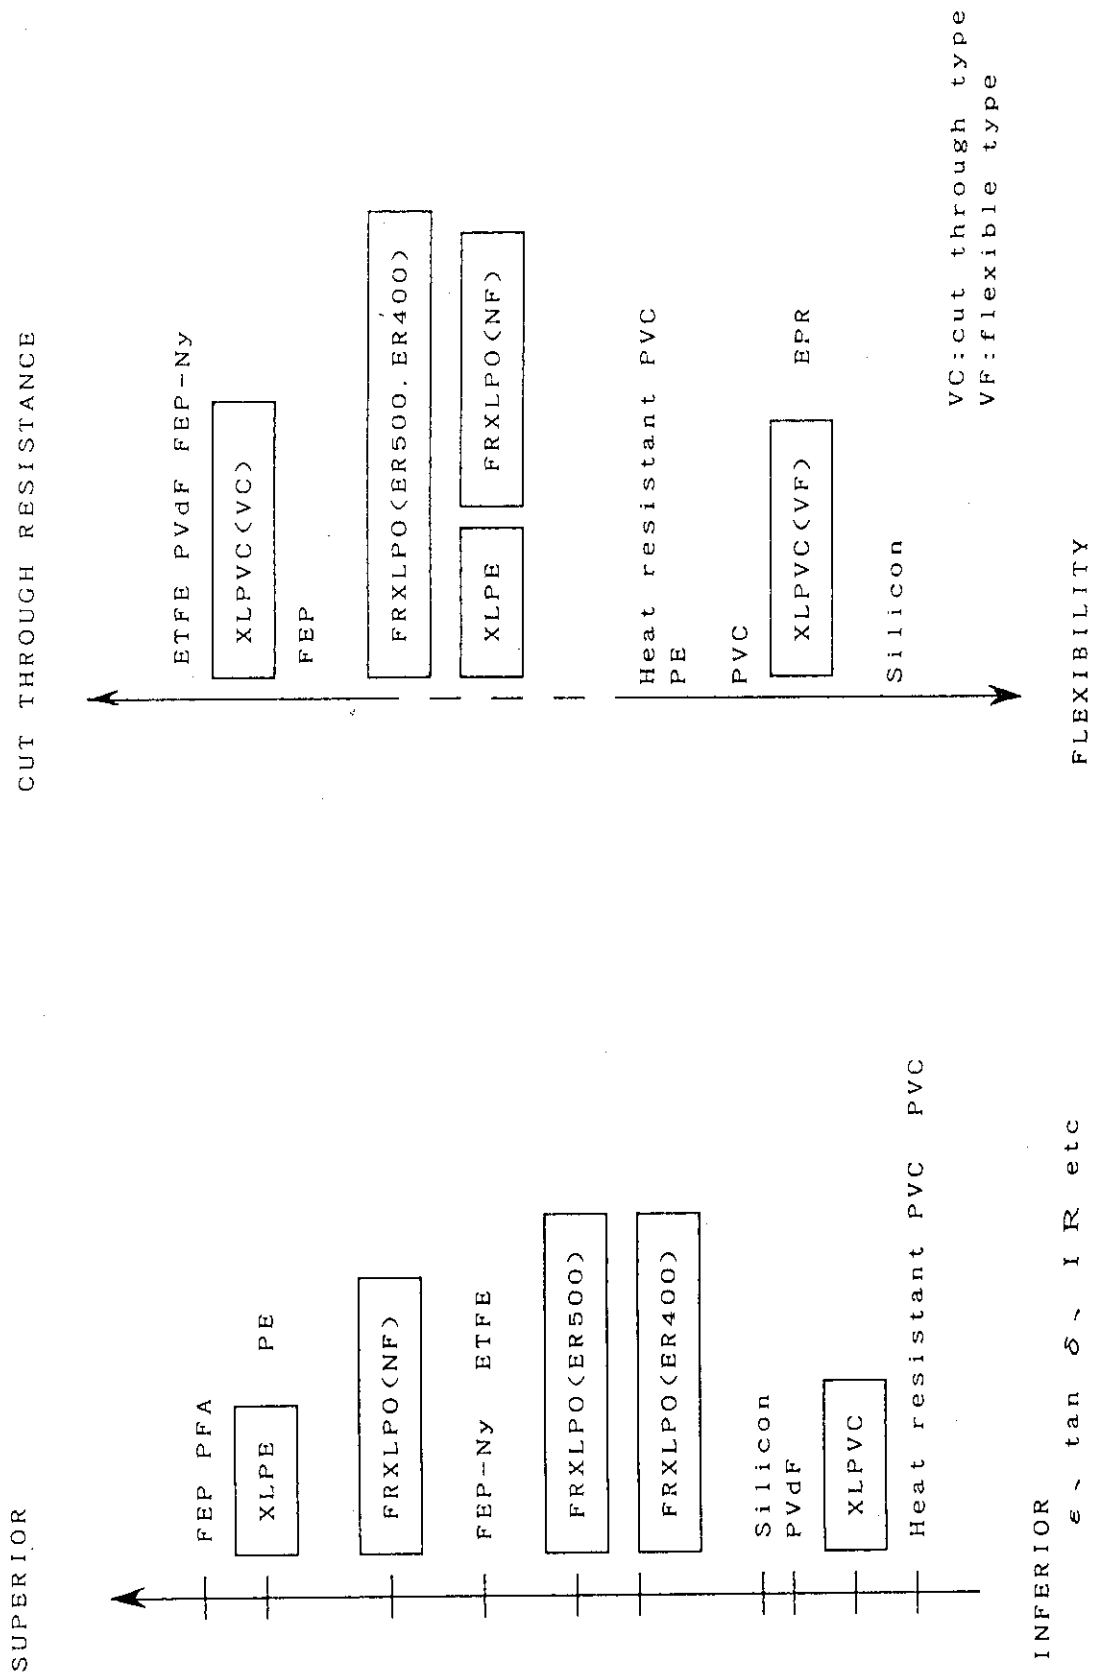 CUT THROUGH RESISTANCE
ETFE PVdF FEP-Ny
XLPVC(VC)
FEP
FRXLPO(ER500.ER400)
XLPE
FRXLPO(NF)
Heat resistant PVC
PE
PVC
XLPVC(VF)
EPR
Silicon
FLEXIBILITY
VC:cut through type
VF:flexible type
SUPERIOR
FEP PFA
XLPE
PE
FRXLPO(NF)
FEP-Ny ETFE
FRXLPO(ER500)
FRXLPO(ER400)
Silicon
PVdF
XLPVC
Heat resistant PVC PVC
INFERIOR
ε、tan δ、IR etc